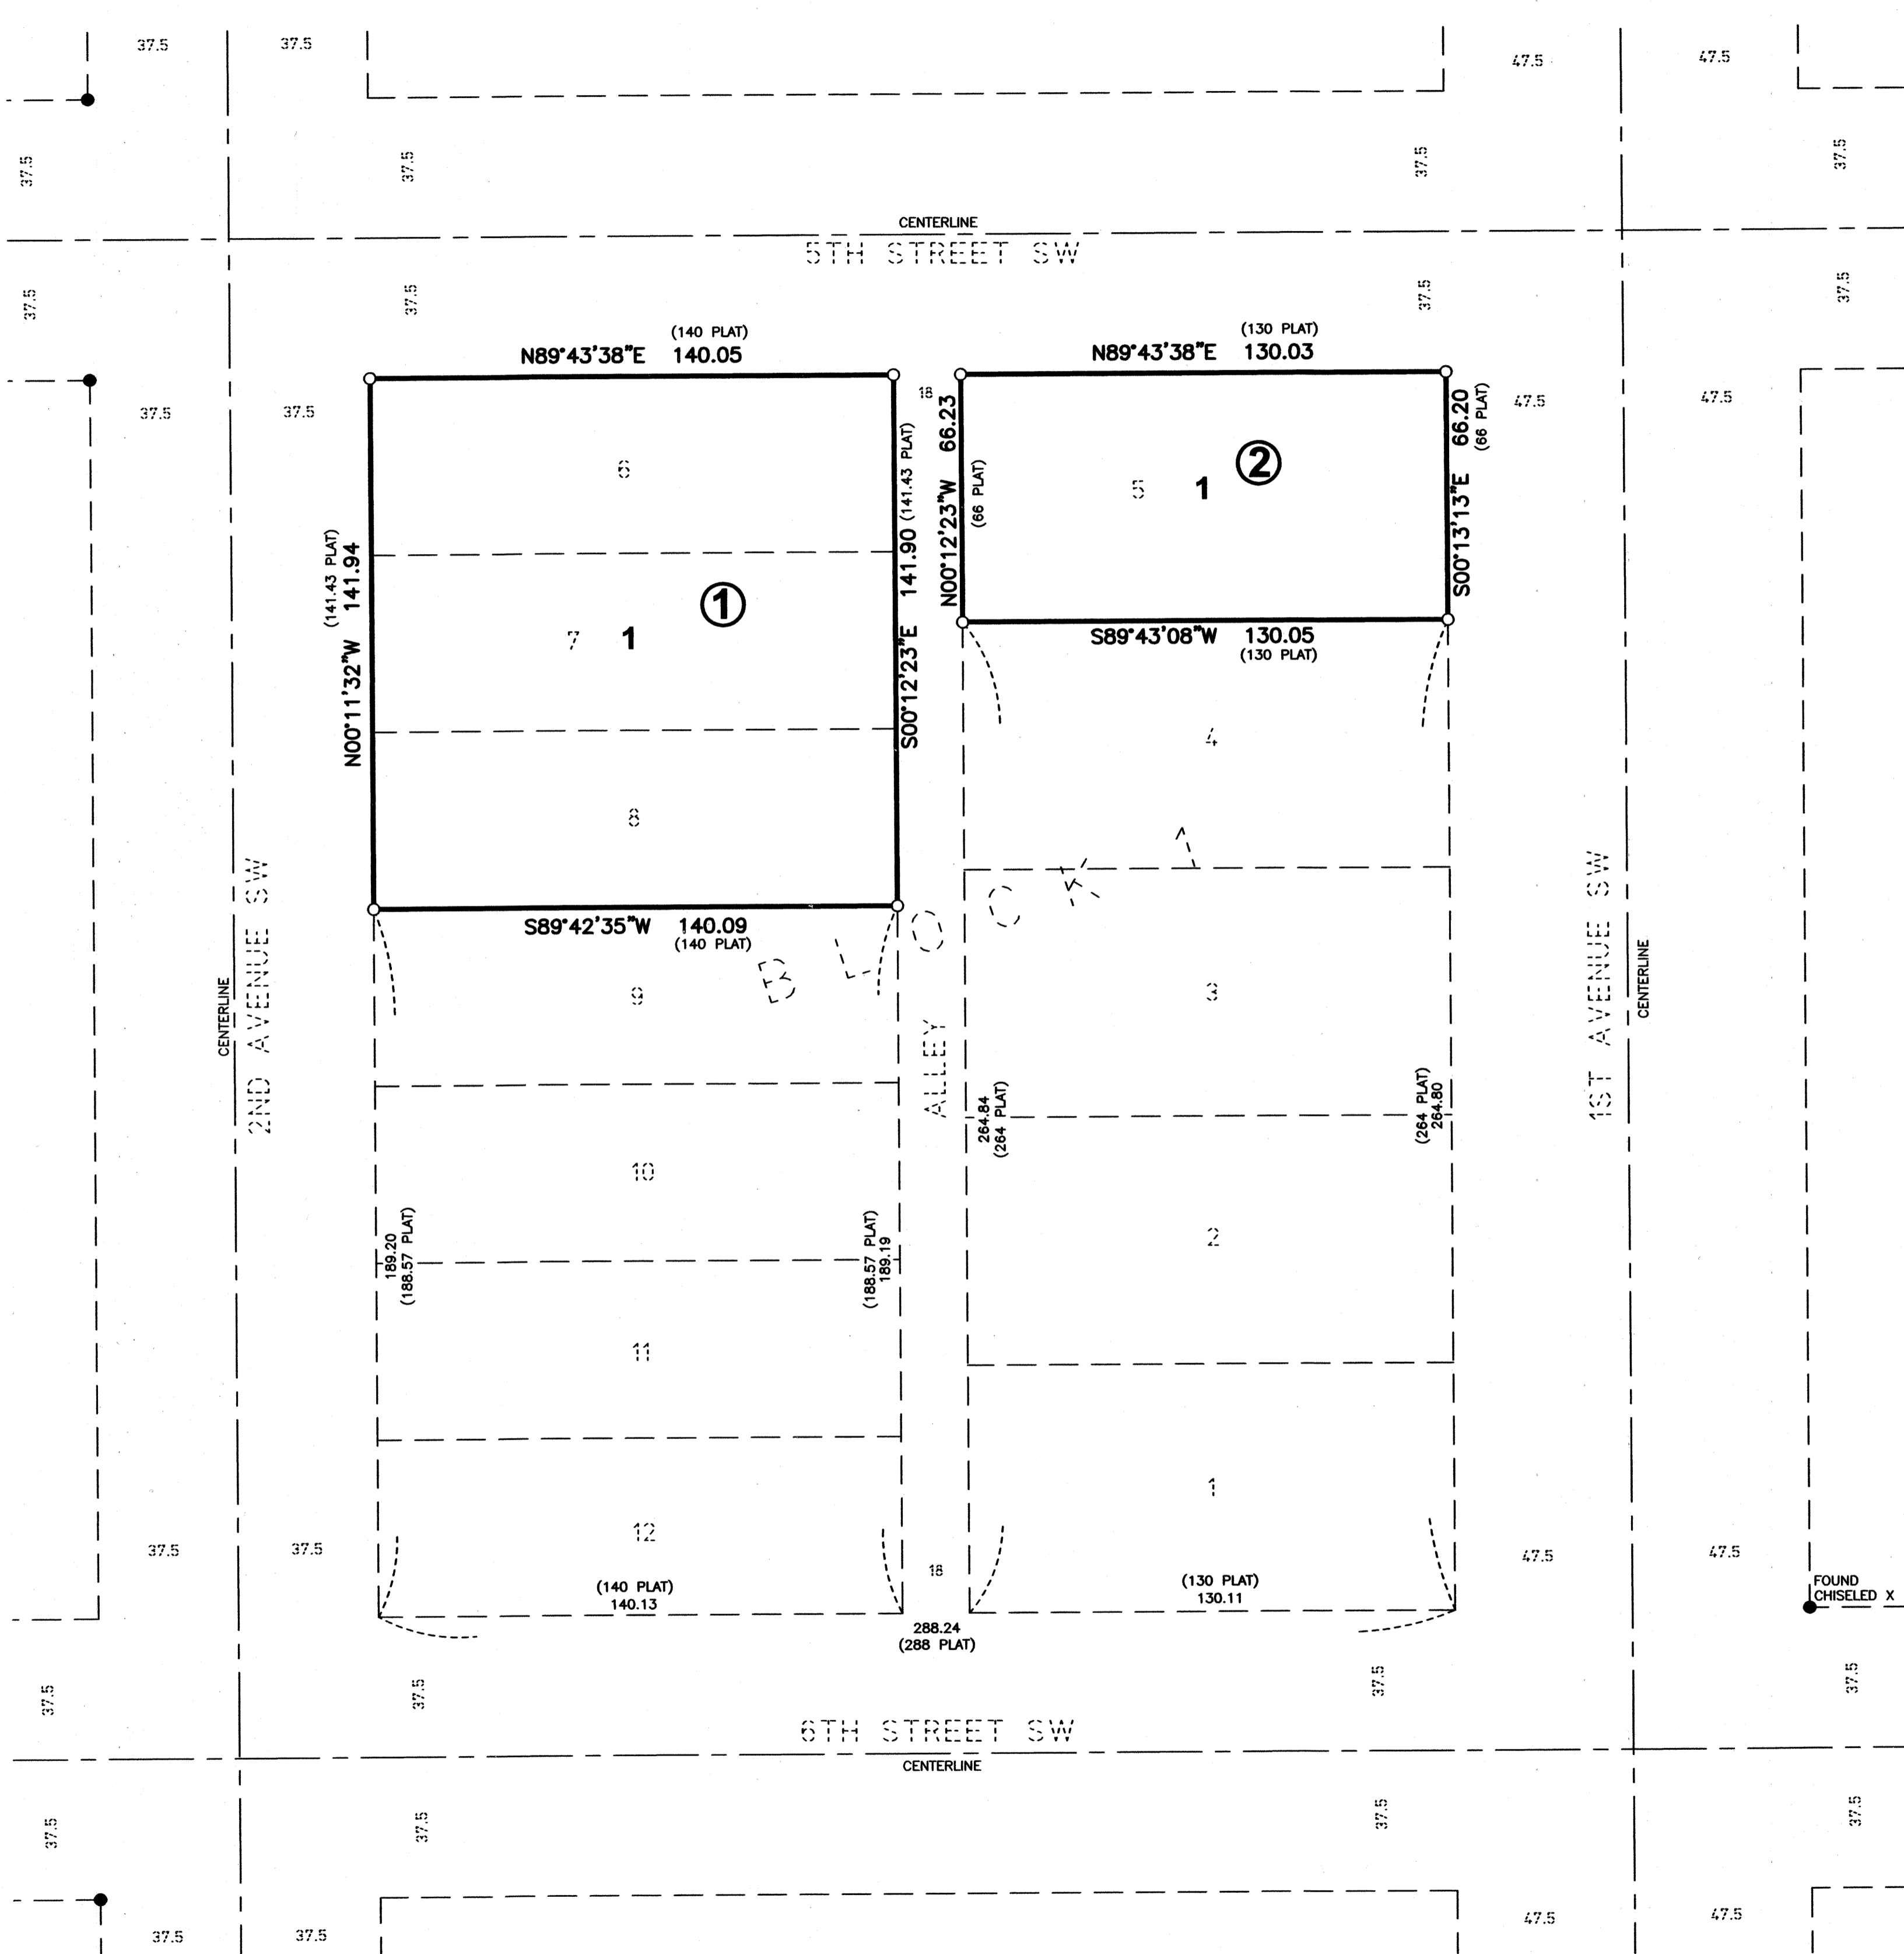 37.5
37.5
47.5
47.5
37.5
37.5
37.5
37.5
CENTERLINE
5TH STREET SW
37.5
37.5
37.5
37.5
(140 PLAT)
N89°43'38"E 140.05
(130 PLAT)
N89°43'38"E 130.03
37.5
37.5
18
47.5
47.5
(141.43 PLAT)
N00°11'32"W 141.94
S00°12'23"E 141.90 (141.43 PLAT)
N00°12'23"W 66.23
(66 PLAT)
S00°13'13"E 66.20
(66 PLAT)
6
5 1 2
7 1 1
8
S89°43'08"W 130.05
(130 PLAT)
4
S89°42'35"W 140.09
(140 PLAT)
BLOCK 1
9
3
CENTERLINE
2ND AVENUE SW
ALLEY
1ST AVENUE SW
CENTERLINE
264.84
(264 PLAT)
(264 PLAT)
264.80
10
2
189.20
(188.57 PLAT)
(188.57 PLAT)
189.19
11
1
12
37.5
37.5
18
47.5
47.5
(140 PLAT)
140.13
(130 PLAT)
130.11
FOUND
CHISELED X
288.24
(288 PLAT)
37.5
37.5
37.5
37.5
6TH STREET SW
CENTERLINE
37.5
37.5
37.5
37.5
37.5
37.5
47.5
47.5